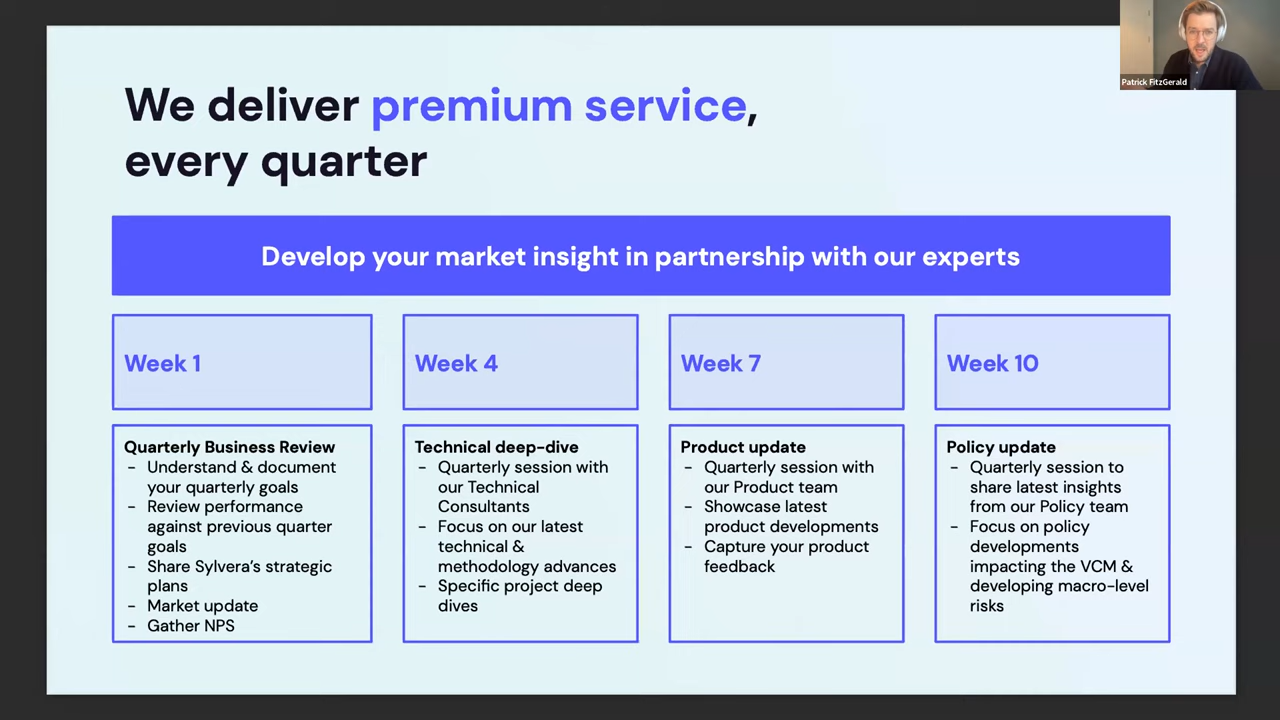 Patrick FitzGerald
We deliver premium service,
every quarter
Develop your market insight in partnership with our experts
Week 1
Week 4
Week 7
Week 10
Quarterly Business Review
- Understand & document
your quarterly goals
- Review performance
against previous quarter
goals
- Share Sylvera's strategic
plans
- Market update
- Gather NPS
Technical deep-dive
- Quarterly session with
our Technical
Consultants
- Focus on our latest
technical &
methodology advances
- Specific project deep
dives
Product update
- Quarterly session with
our Product team
- Showcase latest
product developments
- Capture your product
feedback
Policy update
- Quarterly session to
share latest insights
from our Policy team
- Focus on policy
developments
impacting the VCM &
developing macro-level
risks